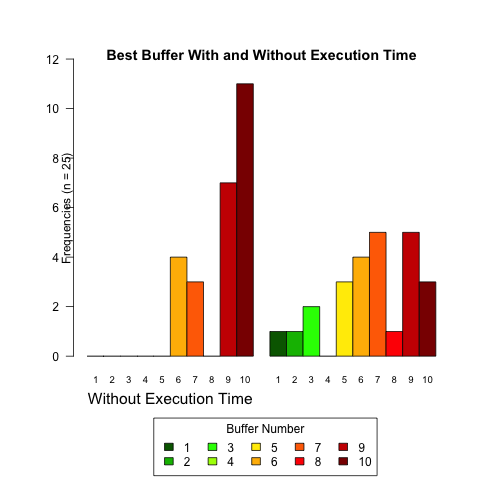 Best Buffer With and Without Execution Time
12
10
8
6
4
2
0
Frequencies (n = 25)
1 2 3 4 5 6 7 8 9 10 1 2 3 4 5 6 7 8 9 10
Without Execution Time
Buffer Number
1 3 5 7 9
2 4 6 8 10